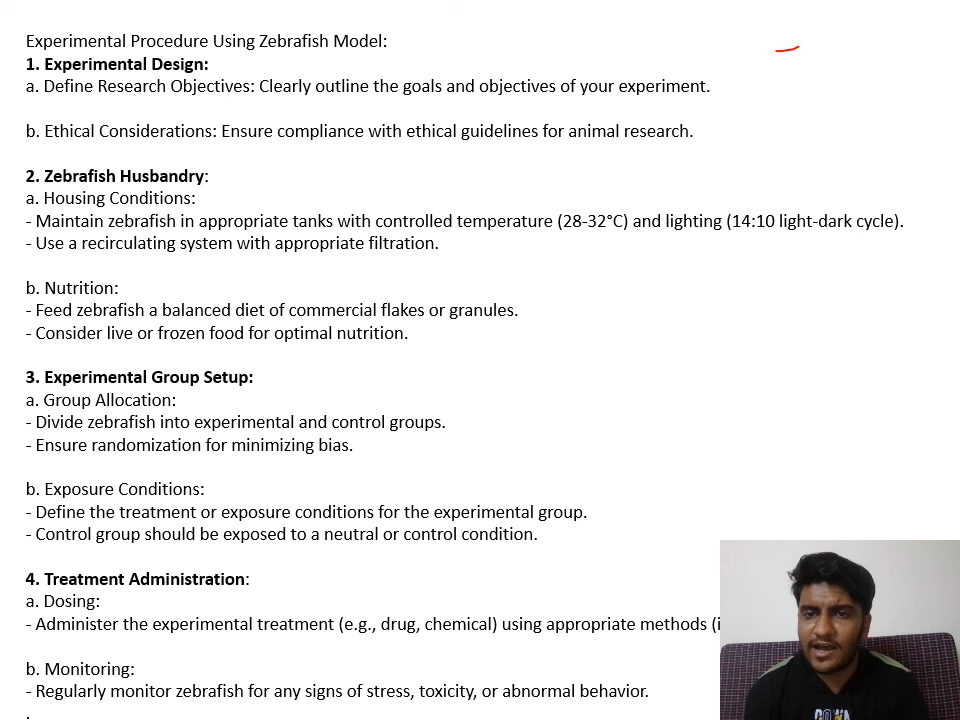 Experimental Procedure Using Zebrafish Model:
1. Experimental Design:
a. Define Research Objectives: Clearly outline the goals and objectives of your experiment.
b. Ethical Considerations: Ensure compliance with ethical guidelines for animal research.
2. Zebrafish Husbandry:
a. Housing Conditions:
- Maintain zebrafish in appropriate tanks with controlled temperature (28-32°C) and lighting (14:10 light-dark cycle).
- Use a recirculating system with appropriate filtration.
b. Nutrition:
- Feed zebrafish a balanced diet of commercial flakes or granules.
- Consider live or frozen food for optimal nutrition.
3. Experimental Group Setup:
a. Group Allocation:
- Divide zebrafish into experimental and control groups.
- Ensure randomization for minimizing bias.
b. Exposure Conditions:
- Define the treatment or exposure conditions for the experimental group.
- Control group should be exposed to a neutral or control condition.
4. Treatment Administration:
a. Dosing:
- Administer the experimental treatment (e.g., drug, chemical) using appropriate methods (i
b. Monitoring:
- Regularly monitor zebrafish for any signs of stress, toxicity, or abnormal behavior.
.